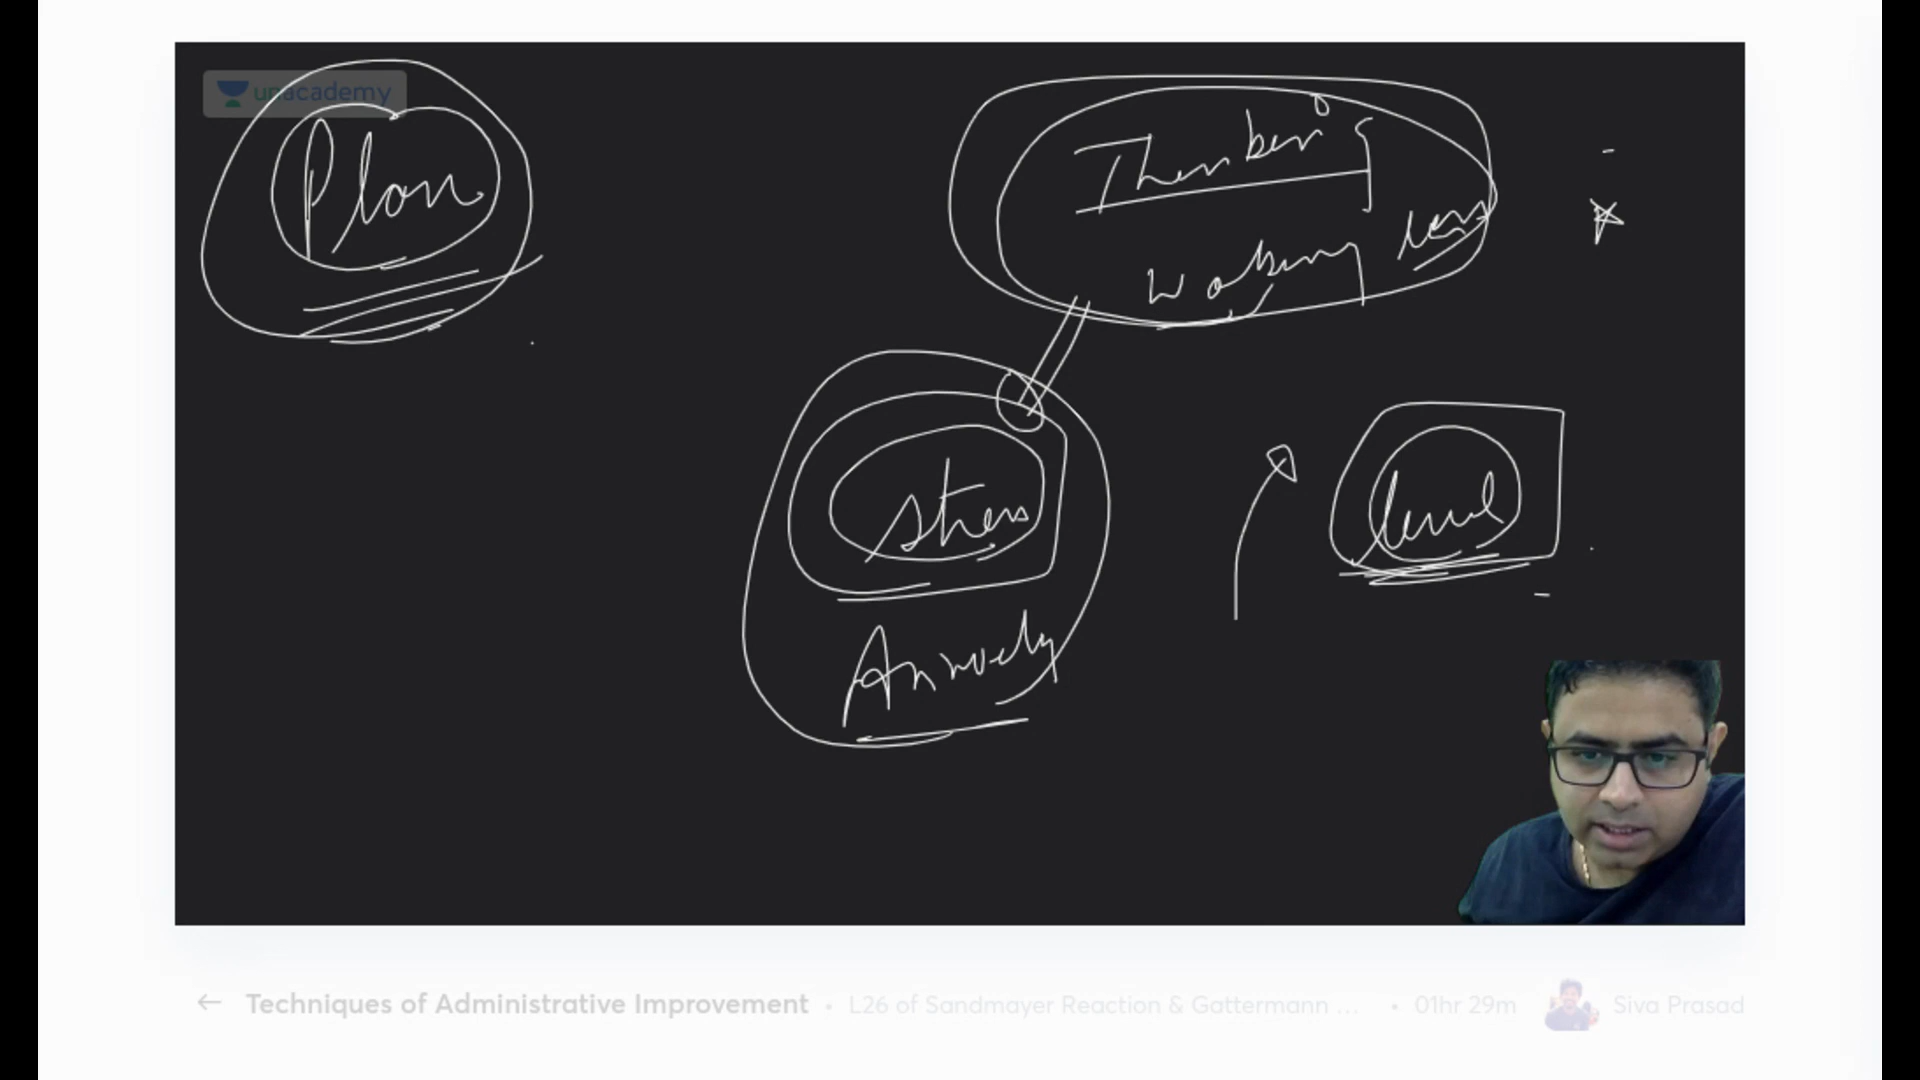 unacademy
Plan
Thinking
Working less
Stress
level
Anxiety
← Techniques of Administrative Improvement • L26 of Sandmayer Reaction & Gattermann ... • 01hr 29m Siva Prasad